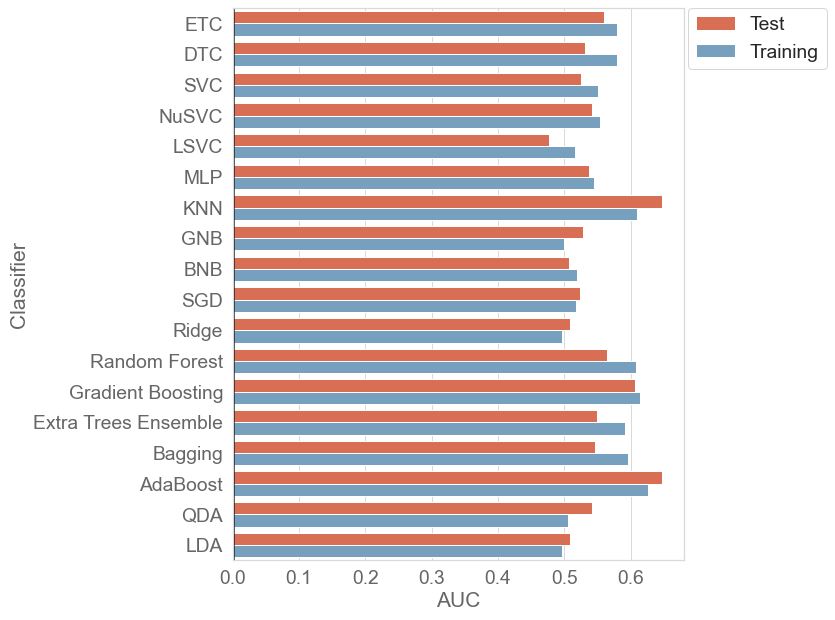 Test
Training
ETC
DTC
SVC
NuSVC
LSVC
MLP
KNN
GNB
BNB
SGD
Ridge
Random Forest
Gradient Boosting
Extra Trees Ensemble
Bagging
AdaBoost
QDA
LDA
Classifier
0.0 0.1 0.2 0.3 0.4 0.5 0.6
AUC